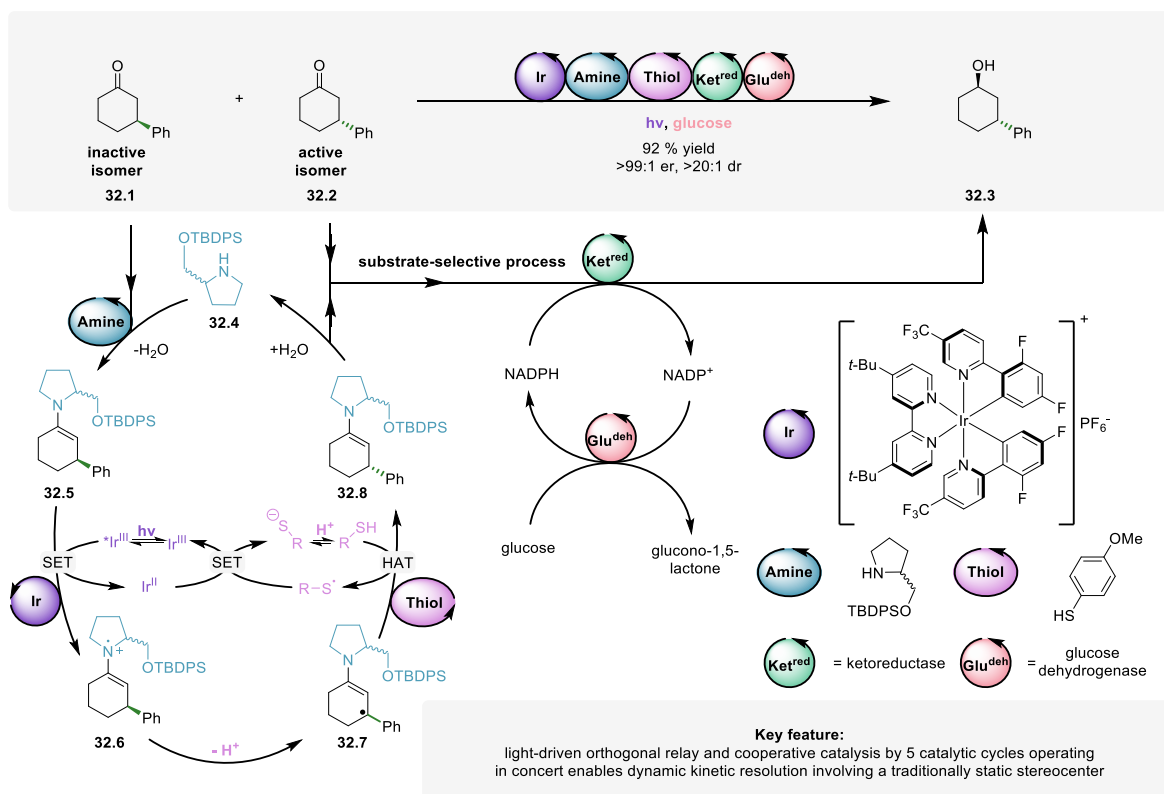 O
Ph
inactive
isomer
32.1
+
O
Ph
active
isomer
32.2
Ir
Amine
Thiol
Ket^red
Glu^deh
hv, glucose
92 % yield
>99:1 er, >20:1 dr
OH
Ph
32.3
OTBDPS
H
N
32.4
Amine
-H₂O
+H₂O
substrate-selective process
Ket^red
NADPH
NADP⁺
Glu^deh
glucose
glucono-1,5-
lactone
N
OTBDPS
Ph
32.5
N
OTBDPS
Ph
32.8
SET
*Ir^III
hv
Ir^III
Ir^II
SET
⊖
S
R
H⁺
SH
R
R–S•
HAT
Ir
Thiol
N
•
+
OTBDPS
Ph
32.6
- H⁺
N
OTBDPS
•
Ph
32.7
Ir
F₃C
N
F
F
t-Bu
N
Ir
N
t-Bu
N
F
F
F₃C
+
PF₆⁻
Amine
HN
TBDPSO
Thiol
OMe
HS
Ket^red
= ketoreductase
Glu^deh
= glucose
dehydrogenase
Key feature:
light-driven orthogonal relay and cooperative catalysis by 5 catalytic cycles operating
in concert enables dynamic kinetic resolution involving a traditionally static stereocenter